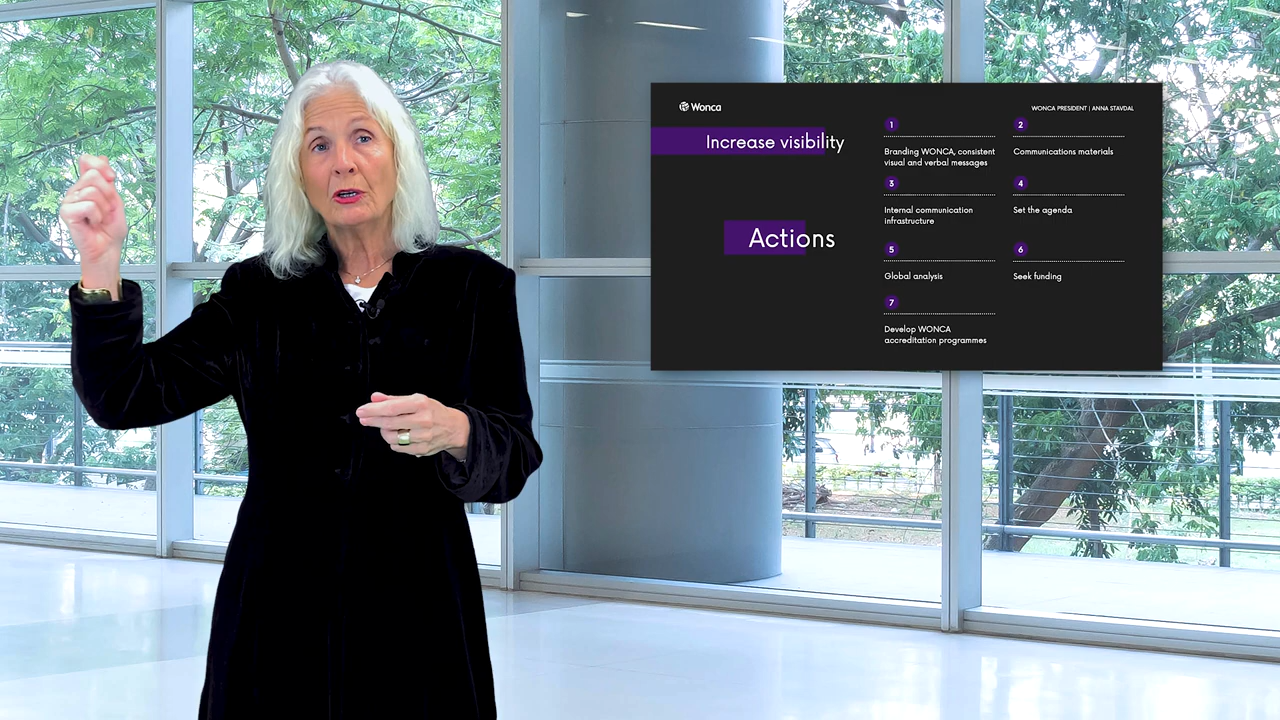 Wonca
WONCA PRESIDENT | ANNA STAVDAL
Increase visibility
Actions
1
Branding WONCA, consistent
visual and verbal messages
2
Communications materials
3
Internal communication
infrastructure
4
Set the agenda
5
Global analysis
6
Seek funding
7
Develop WONCA
accreditation programmes